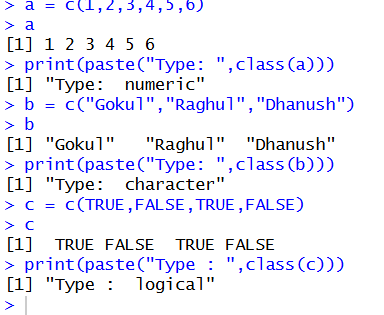 > a = c(1,2,3,4,5,6)
> a
[1] 1 2 3 4 5 6
> print(paste("Type: ",class(a)))
[1] "Type:  numeric"
> b = c("Gokul","Raghul","Dhanush")
> b
[1] "Gokul"   "Raghul"  "Dhanush"
> print(paste("Type: ",class(b)))
[1] "Type:  character"
> c = c(TRUE,FALSE,TRUE,FALSE)
> c
[1]  TRUE FALSE  TRUE FALSE
> print(paste("Type : ",class(c)))
[1] "Type :  logical"
>